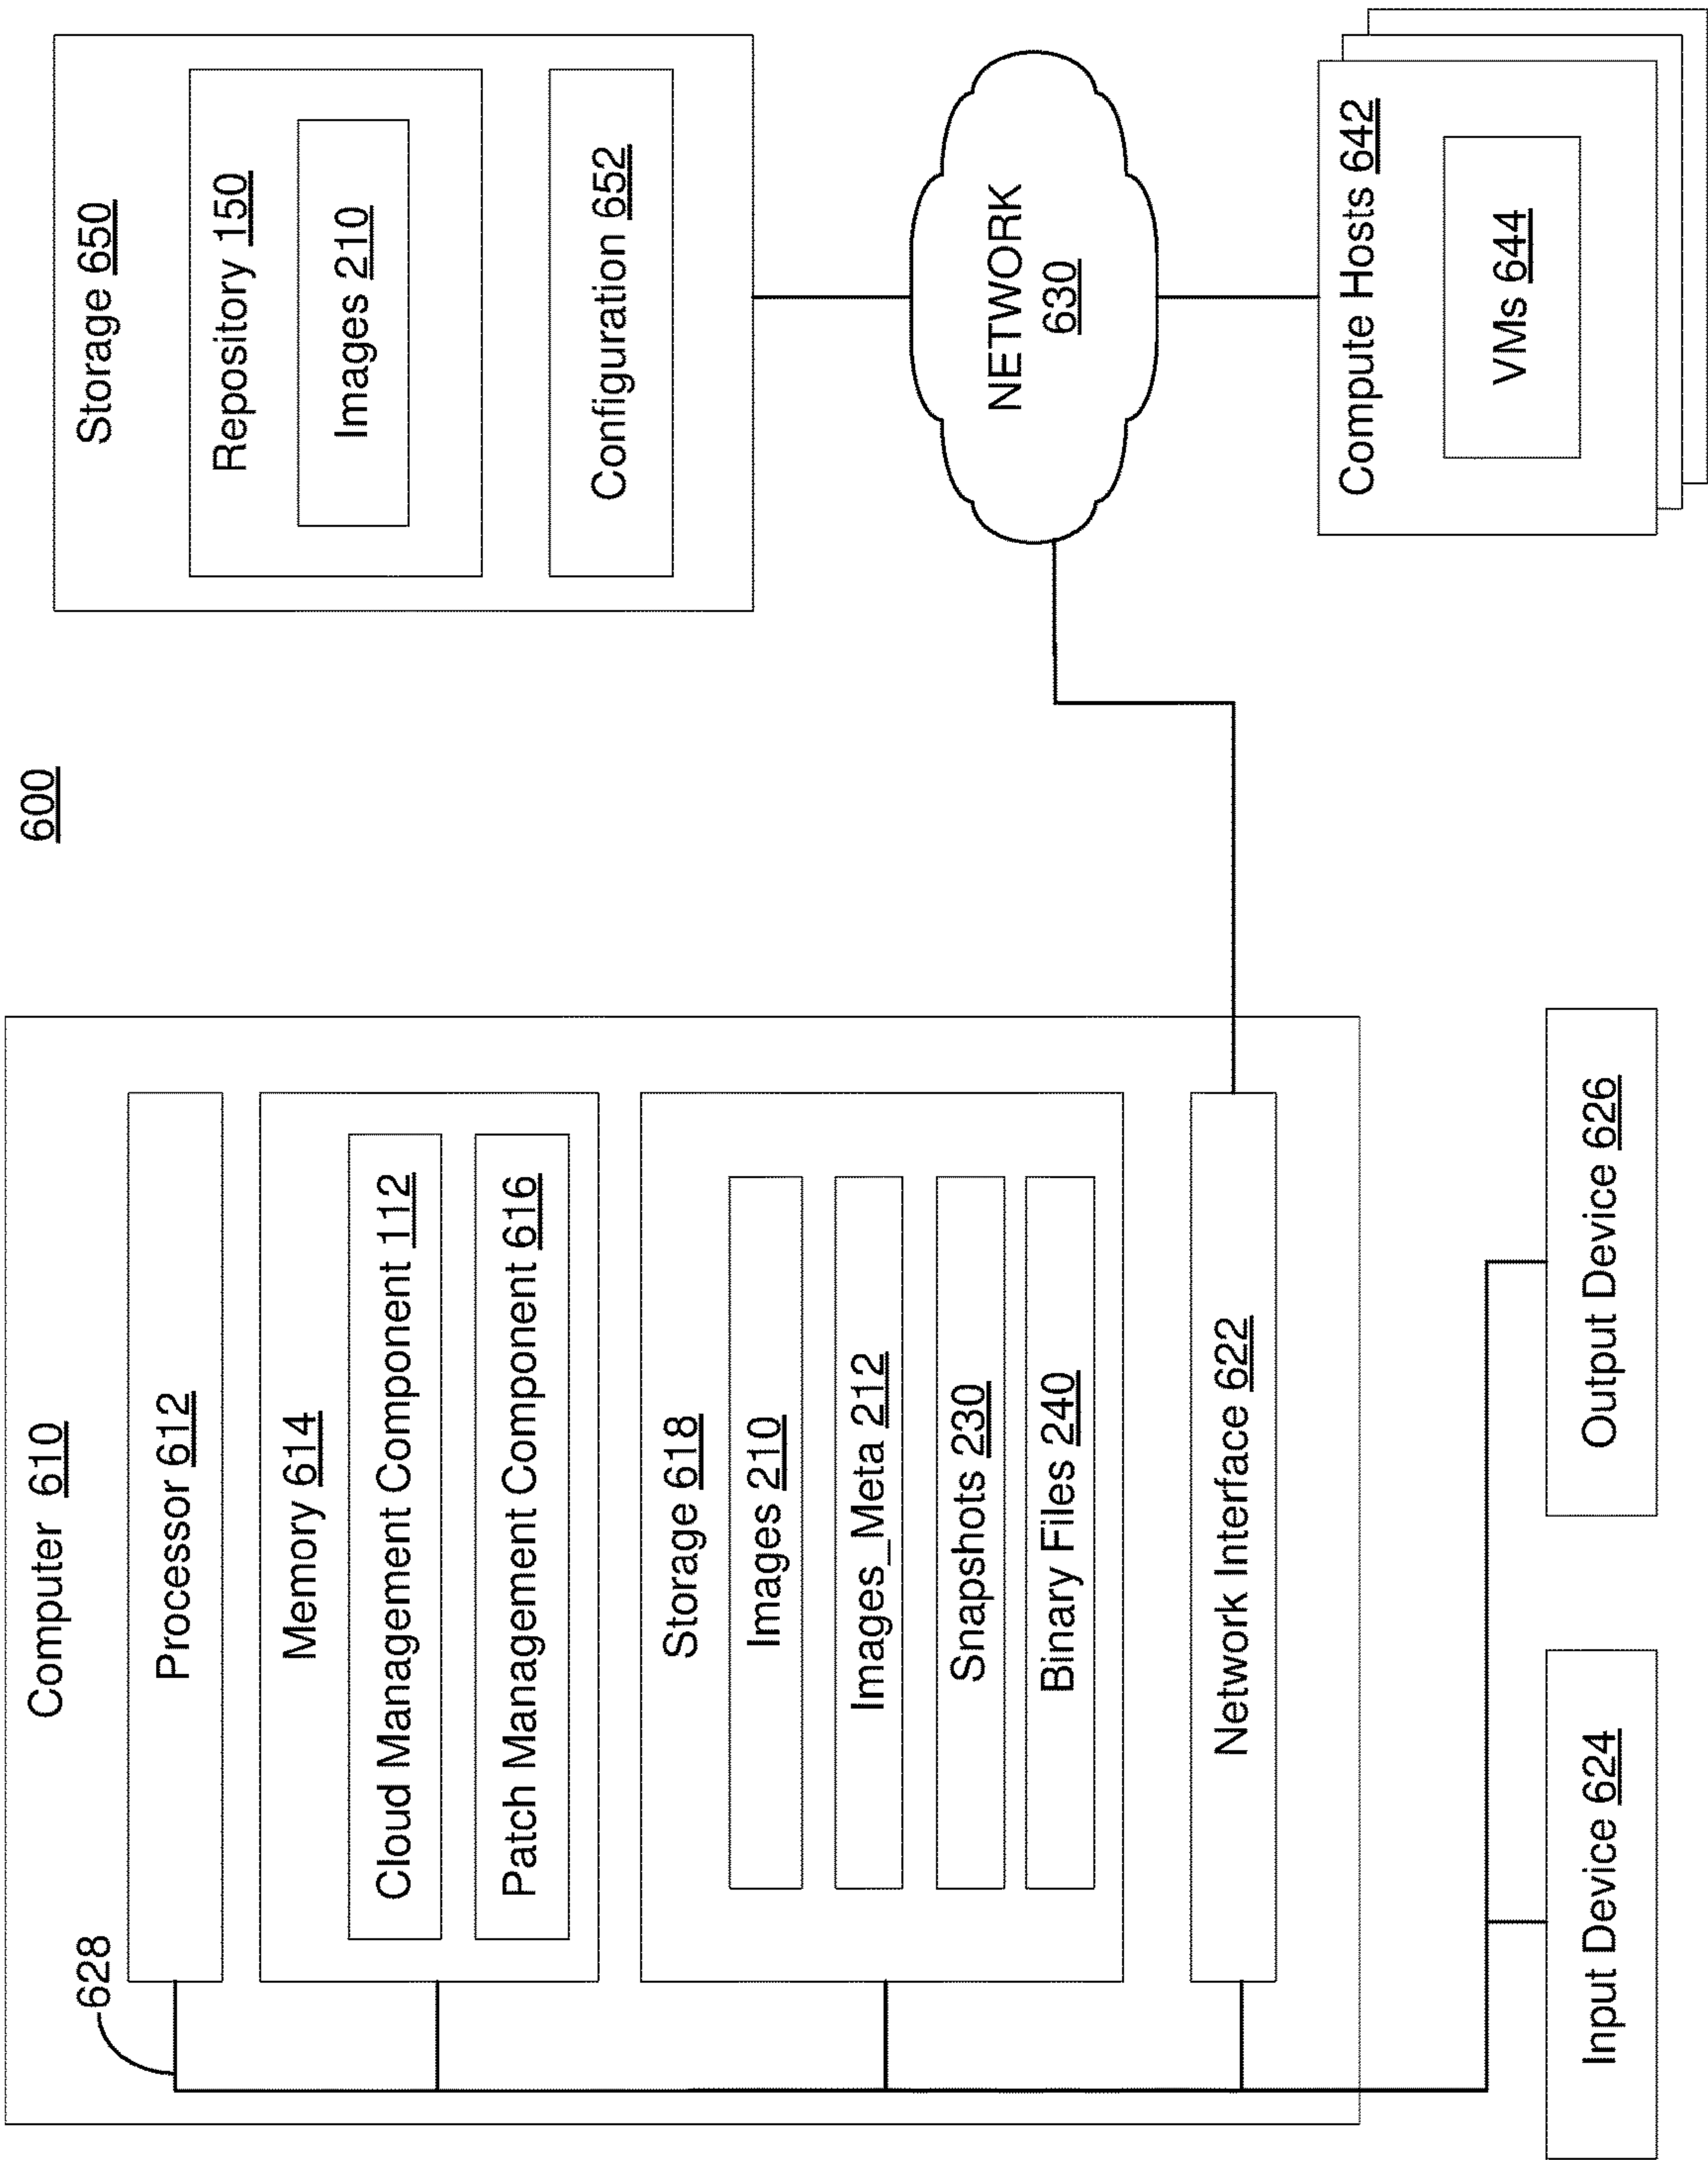 600
Computer 610
628
Processor 612
Memory 614
Cloud Management Component 112
Patch Management Component 616
Storage 618
Images 210
Images_Meta 212
Snapshots 230
Binary Files 240
Network Interface 622
Input Device 624
Output Device 626
Storage 650
Repository 150
Images 210
Configuration 652
NETWORK
630
Compute Hosts 642
VMs 644